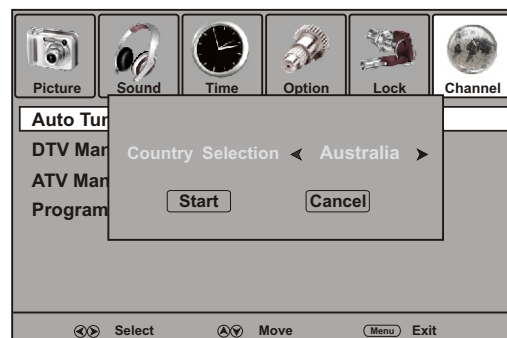 Picture Sound Time Option Lock Channel
Auto Tun
DTV Man
Country Selection Australia
ATV Man
Start Cancel
Program
Select Move Menu Exit